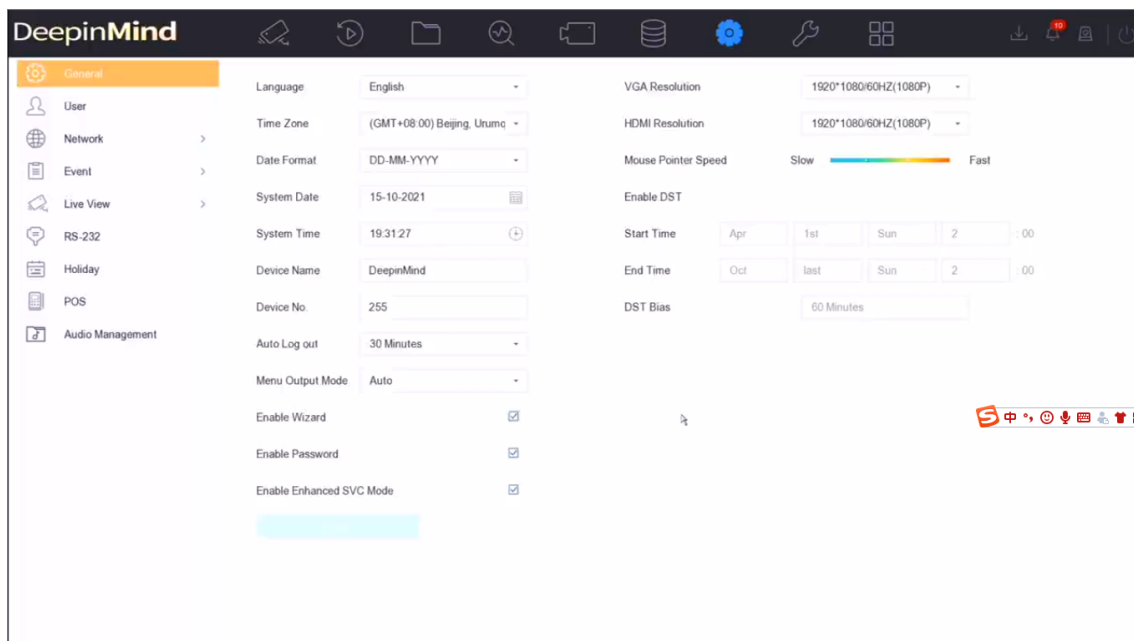 DeepinMind
10
General
User
Network
Event
Live View
RS-232
Holiday
POS
Audio Management
Language English
Time Zone (GMT+08:00) Beijing, Urumq
Date Format DD-MM-YYYY
System Date 15-10-2021
System Time 19:31:27
Device Name DeepinMind
Device No. 255
Auto Log out 30 Minutes
Menu Output Mode Auto
Enable Wizard
Enable Password
Enable Enhanced SVC Mode
VGA Resolution 1920*1080/60HZ(1080P)
HDMI Resolution 1920*1080/60HZ(1080P)
Mouse Pointer Speed Slow Fast
Enable DST
Start Time Apr 1st Sun 2 : 00
End Time Oct last Sun 2 : 00
DST Bias 60 Minutes
S 中 °,